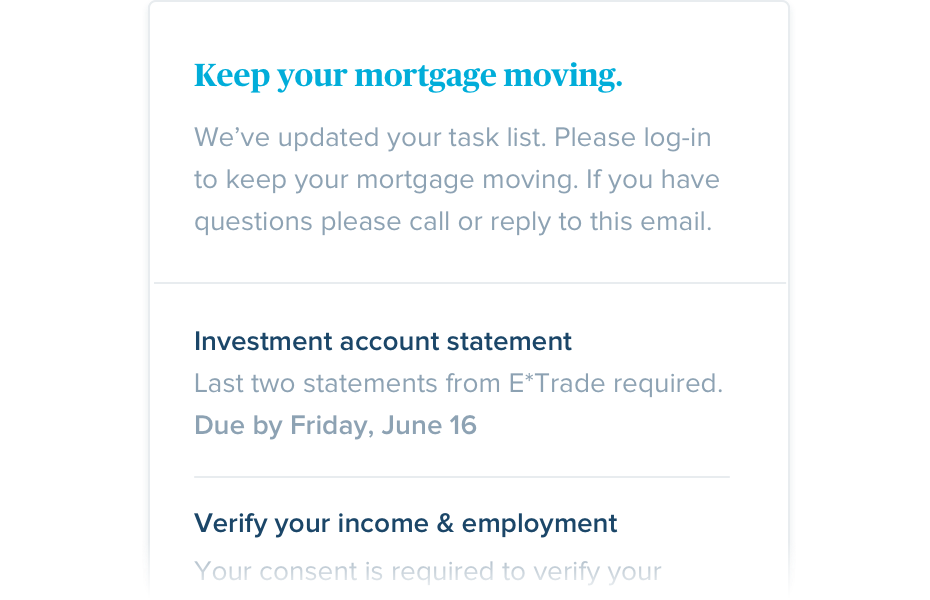 Keep your mortgage moving.
We’ve updated your task list. Please log-in
to keep your mortgage moving. If you have
questions please call or reply to this email.
Investment account statement
Last two statements from E*Trade required.
Due by Friday, June 16
Verify your income & employment
Your consent is required to verify your